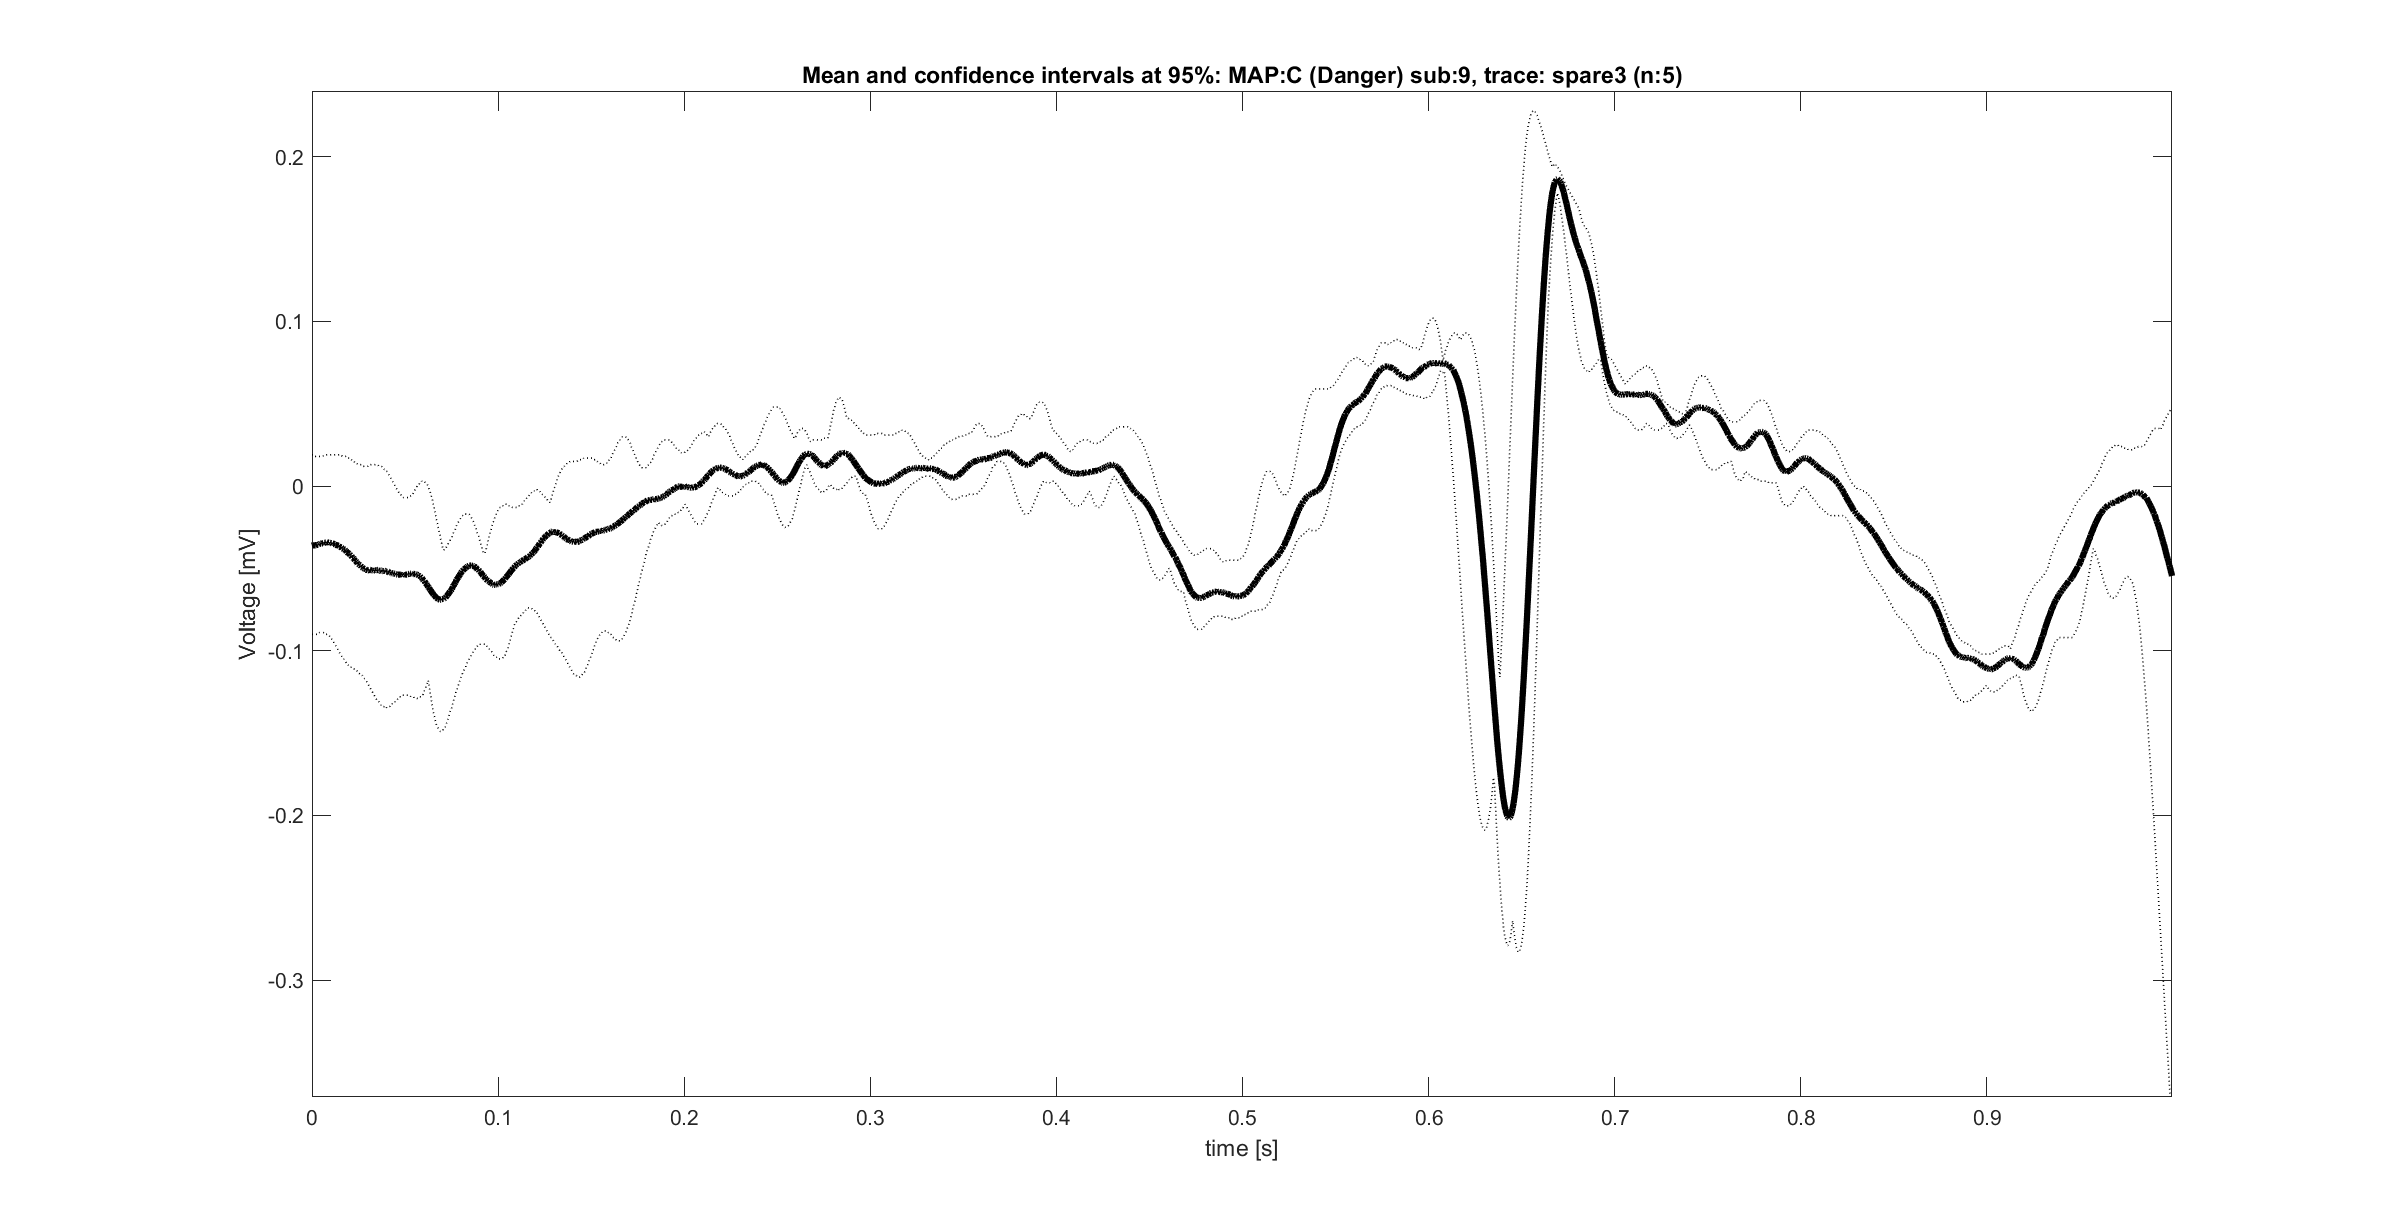 Mean and confidence intervals at 95%: MAP:C (Danger) sub:9, trace: spare3 (n:5)
0.2
0.1
0
-0.1
-0.2
-0.3
Voltage [mV]
0 0.1 0.2 0.3 0.4 0.5 0.6 0.7 0.8 0.9
time [s]